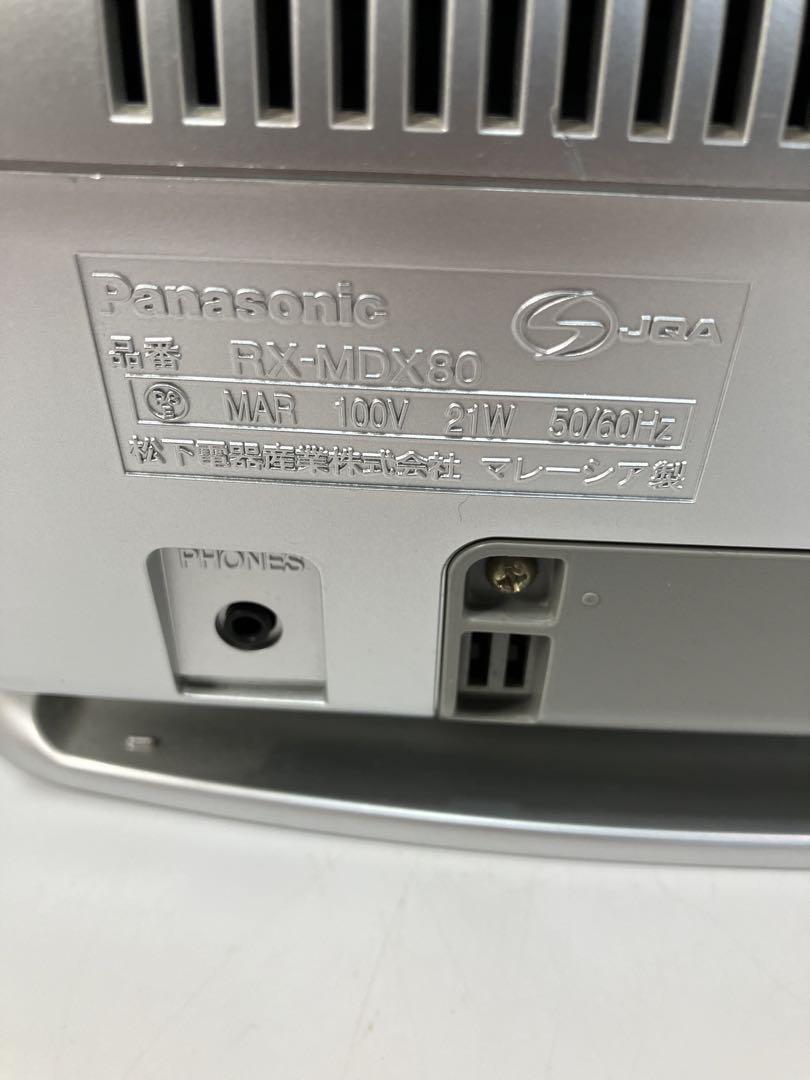 Panasonic
JQA
品番 RX-MDX80
MAR 100V 21W 50/60Hz
松下電器産業株式会社 マレーシア製
PHONES